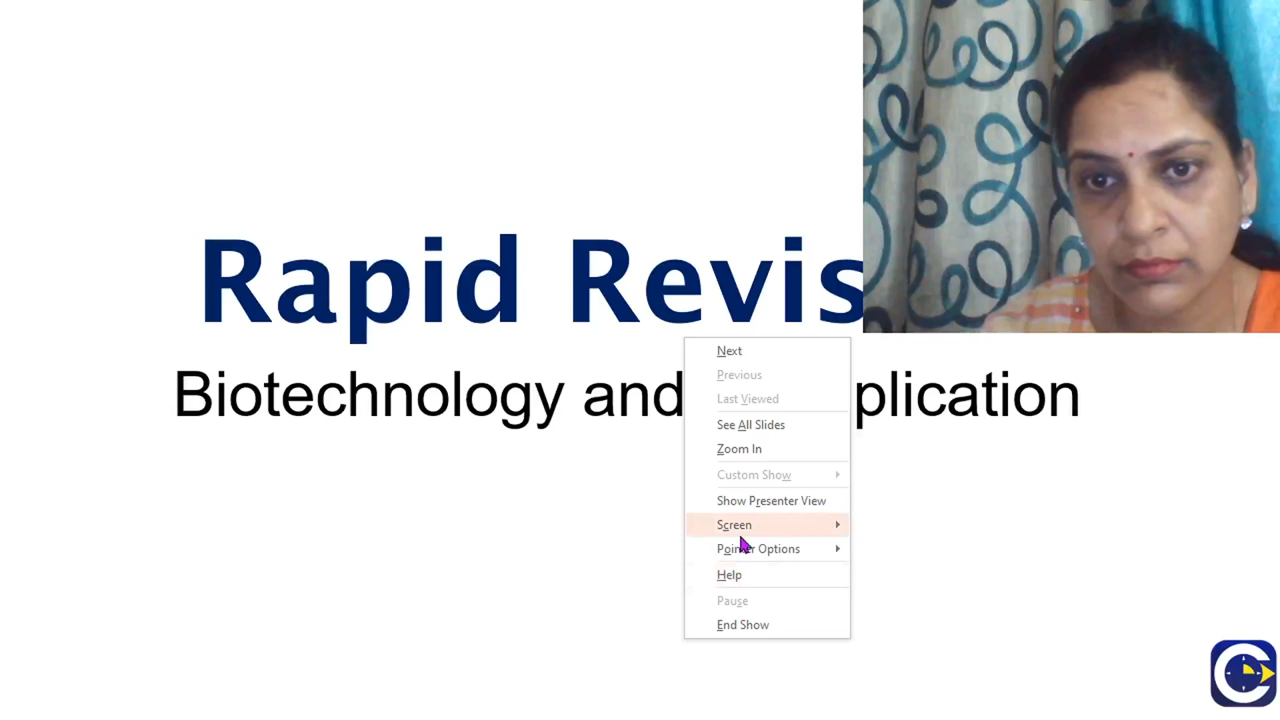 Rapid Revis
Biotechnology and plication
Next
Previous
Last Viewed
See All Slides
Zoom In
Custom Show
Show Presenter View
Screen
Pointer Options
Help
Pause
End Show